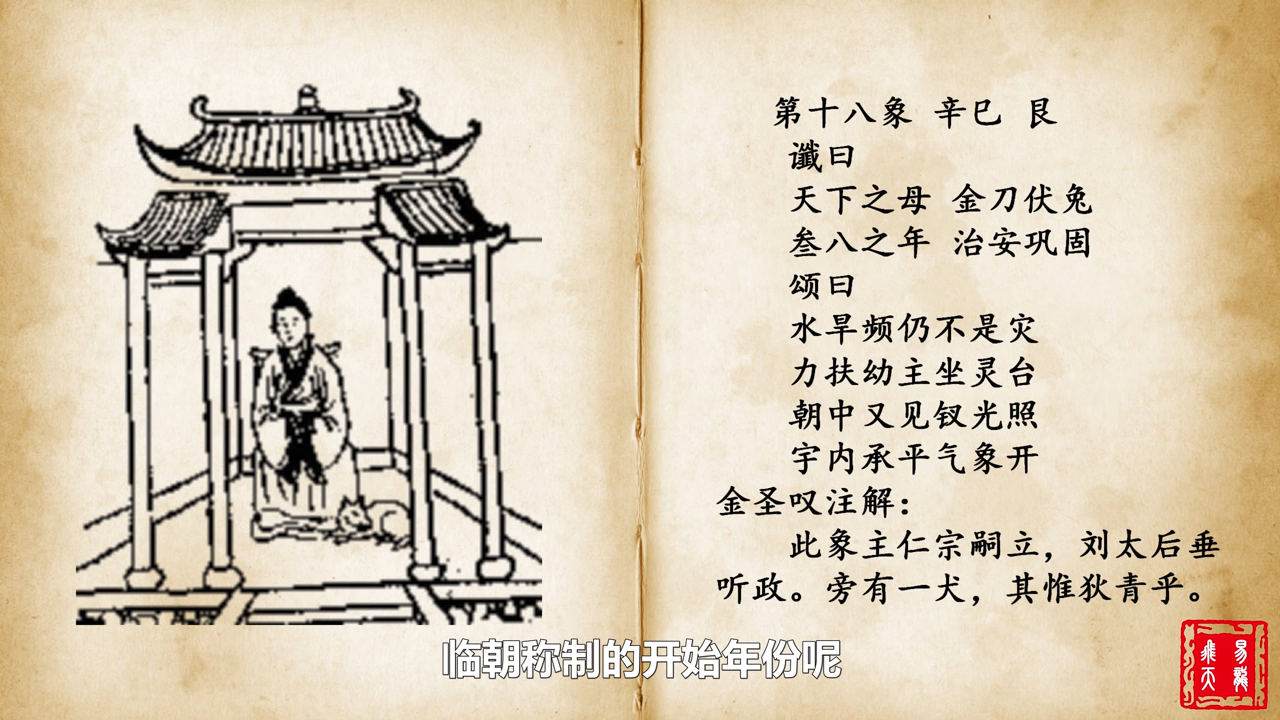 第十八象 辛巳 艮
谶曰
天下之母 金刀伏兔
叁八之年 治安巩固
颂曰
水旱频仍不是灾
力扶幼主坐灵台
朝中又见钗光照
宇内承平气象开
金圣叹注解：
此象主仁宗嗣立，刘太后垂
听政。旁有一犬，其惟狄青乎。
临朝称制的开始年份呢
易龙
飞天